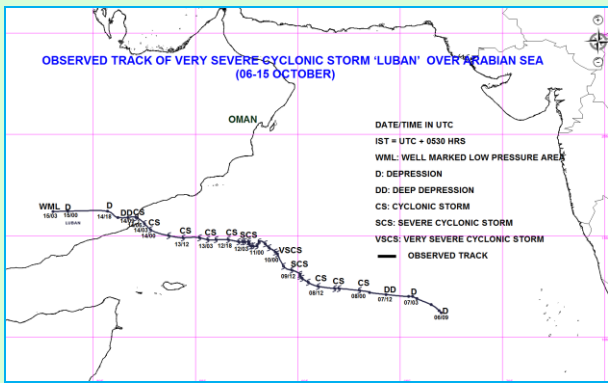 OBSERVED TRACK OF VERY SEVERE CYCLONIC STORM ‘LUBAN’ OVER ARABIAN SEA
(06-15 OCTOBER)
OMAN
DATE/TIME IN UTC
IST = UTC + 0530 HRS
WML: WELL MARKED LOW PRESSURE AREA
D: DEPRESSION
DD: DEEP DEPRESSION
CS: CYCLONIC STORM
SCS: SEVERE CYCLONIC STORM
VSCS: VERY SEVERE CYCLONIC STORM
OBSERVED TRACK
WML D D
15/03 15/00 14/18
LUBAN
DD CS
CS
14/00
CS CS CS SCS
13/12 13/03 12/18 12/03
11/00
VSCS
10/00
SCS
09/12
CS CS DD D
08/12 08/00 07/12 07/03
D
06/09